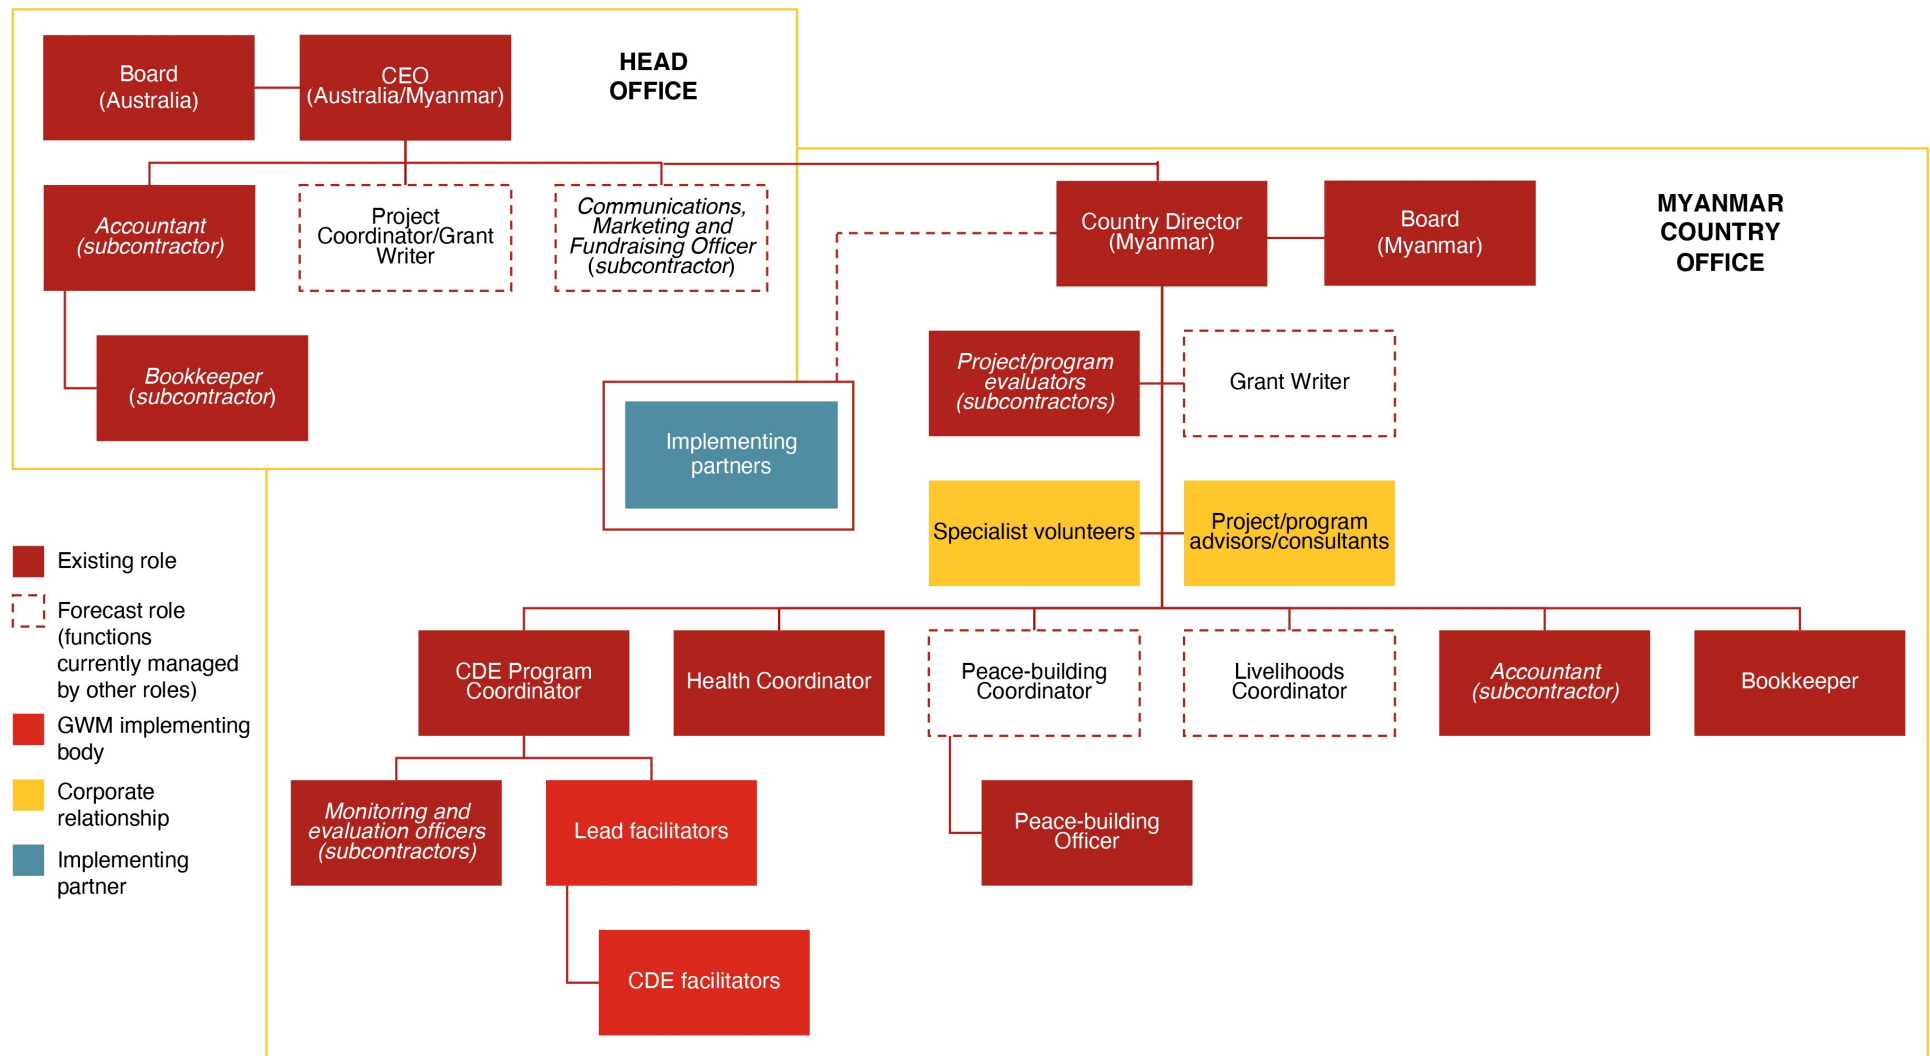 Board
(Australia)
CEO
(Australia/Myanmar)
HEAD
OFFICE
Accountant
(subcontractor)
Project
Coordinator/Grant
Writer
Communications,
Marketing and
Fundraising Officer
(subcontractor)
Country Director
(Myanmar)
Board
(Myanmar)
MYANMAR
COUNTRY
OFFICE
Bookkeeper
(subcontractor)
Project/program
evaluators
(subcontractors)
Grant Writer
Implementing
partners
Specialist volunteers
Project/program
advisors/consultants
Existing role
Forecast role
(functions
currently managed
by other roles)
GWM implementing
body
Corporate
relationship
Implementing
partner
CDE Program
Coordinator
Health Coordinator
Peace-building
Coordinator
Livelihoods
Coordinator
Accountant
(subcontractor)
Bookkeeper
Monitoring and
evaluation officers
(subcontractors)
Lead facilitators
Peace-building
Officer
CDE facilitators